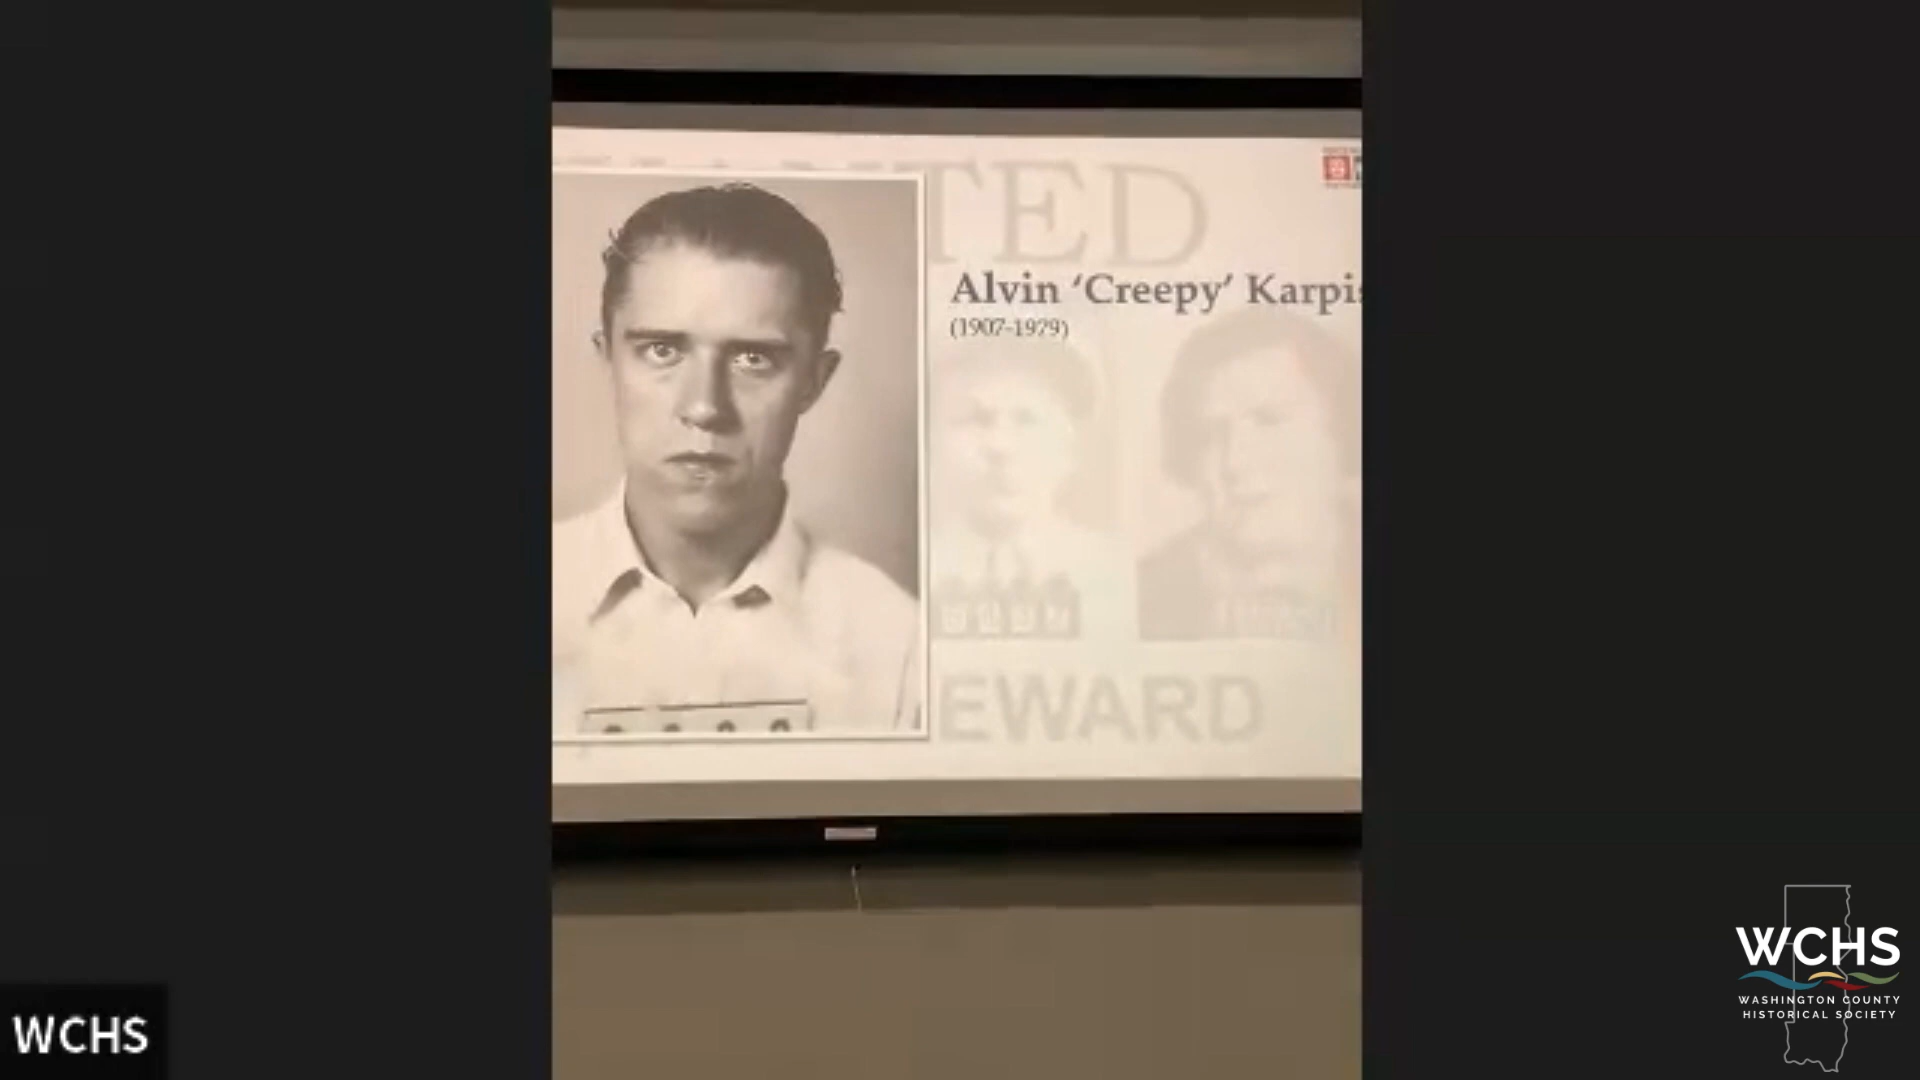 TED
Alvin ‘Creepy’ Karpis
(1907-1979)
EWARD
WCHS
WCHS
WASHINGTON COUNTY
HISTORICAL SOCIETY